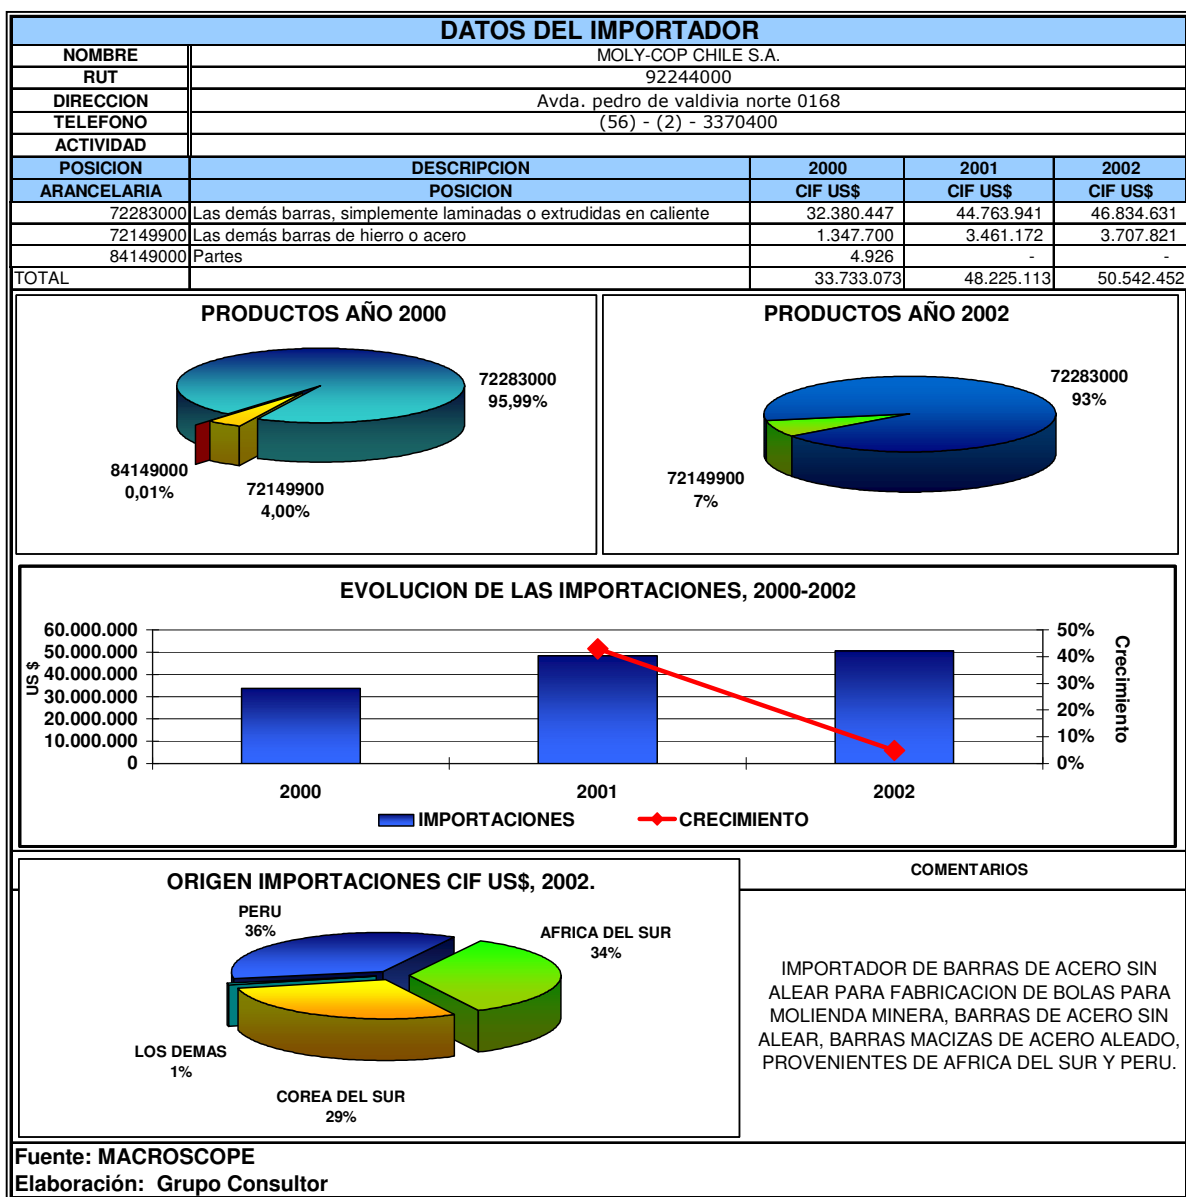 DATOS DEL IMPORTADOR
NOMBRE MOLY-COP CHILE S.A.
RUT 92244000
DIRECCION Avda. pedro de valdivia norte 0168
TELEFONO (56) - (2) - 3370400
ACTIVIDAD
POSICION DESCRIPCION 2000 2001 2002
ARANCELARIA POSICION CIF US$ CIF US$ CIF US$
72283000 Las demás barras, simplemente laminadas o extrudidas en caliente 32.380.447 44.763.941 46.834.631
72149900 Las demás barras de hierro o acero 1.347.700 3.461.172 3.707.821
84149000 Partes 4.926 - -
TOTAL 33.733.073 48.225.113 50.542.452
PRODUCTOS AÑO 2000
72283000
95,99%
84149000
0,01%
72149900
4,00%
PRODUCTOS AÑO 2002
72283000
93%
72149900
7%
EVOLUCION DE LAS IMPORTACIONES, 2000-2002
US $
60.000.000
50.000.000
40.000.000
30.000.000
20.000.000
10.000.000
0
50%
40%
30%
20%
10%
0%
Crecimiento
2000 2001 2002
IMPORTACIONES CRECIMIENTO
ORIGEN IMPORTACIONES CIF US$, 2002.
PERU
36%
AFRICA DEL SUR
34%
LOS DEMAS
1%
COREA DEL SUR
29%
COMENTARIOS
IMPORTADOR DE BARRAS DE ACERO SIN
ALEAR PARA FABRICACION DE BOLAS PARA
MOLIENDA MINERA, BARRAS DE ACERO SIN
ALEAR, BARRAS MACIZAS DE ACERO ALEADO,
PROVENIENTES DE AFRICA DEL SUR Y PERU.
Fuente: MACROSCOPE
Elaboración: Grupo Consultor